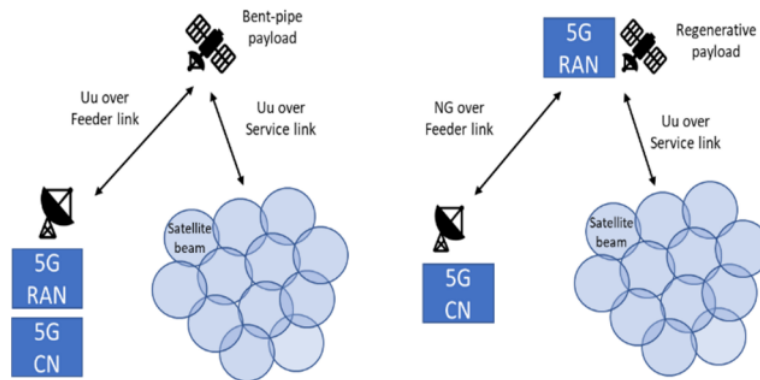 Bent-pipe
payload
Uu over
Feeder link
Uu over
Service link
Satellite
beam
5G
RAN
5G
CN
5G
RAN
Regenerative
payload
NG over
Feeder link
Uu over
Service link
Satellite
beam
5G
CN